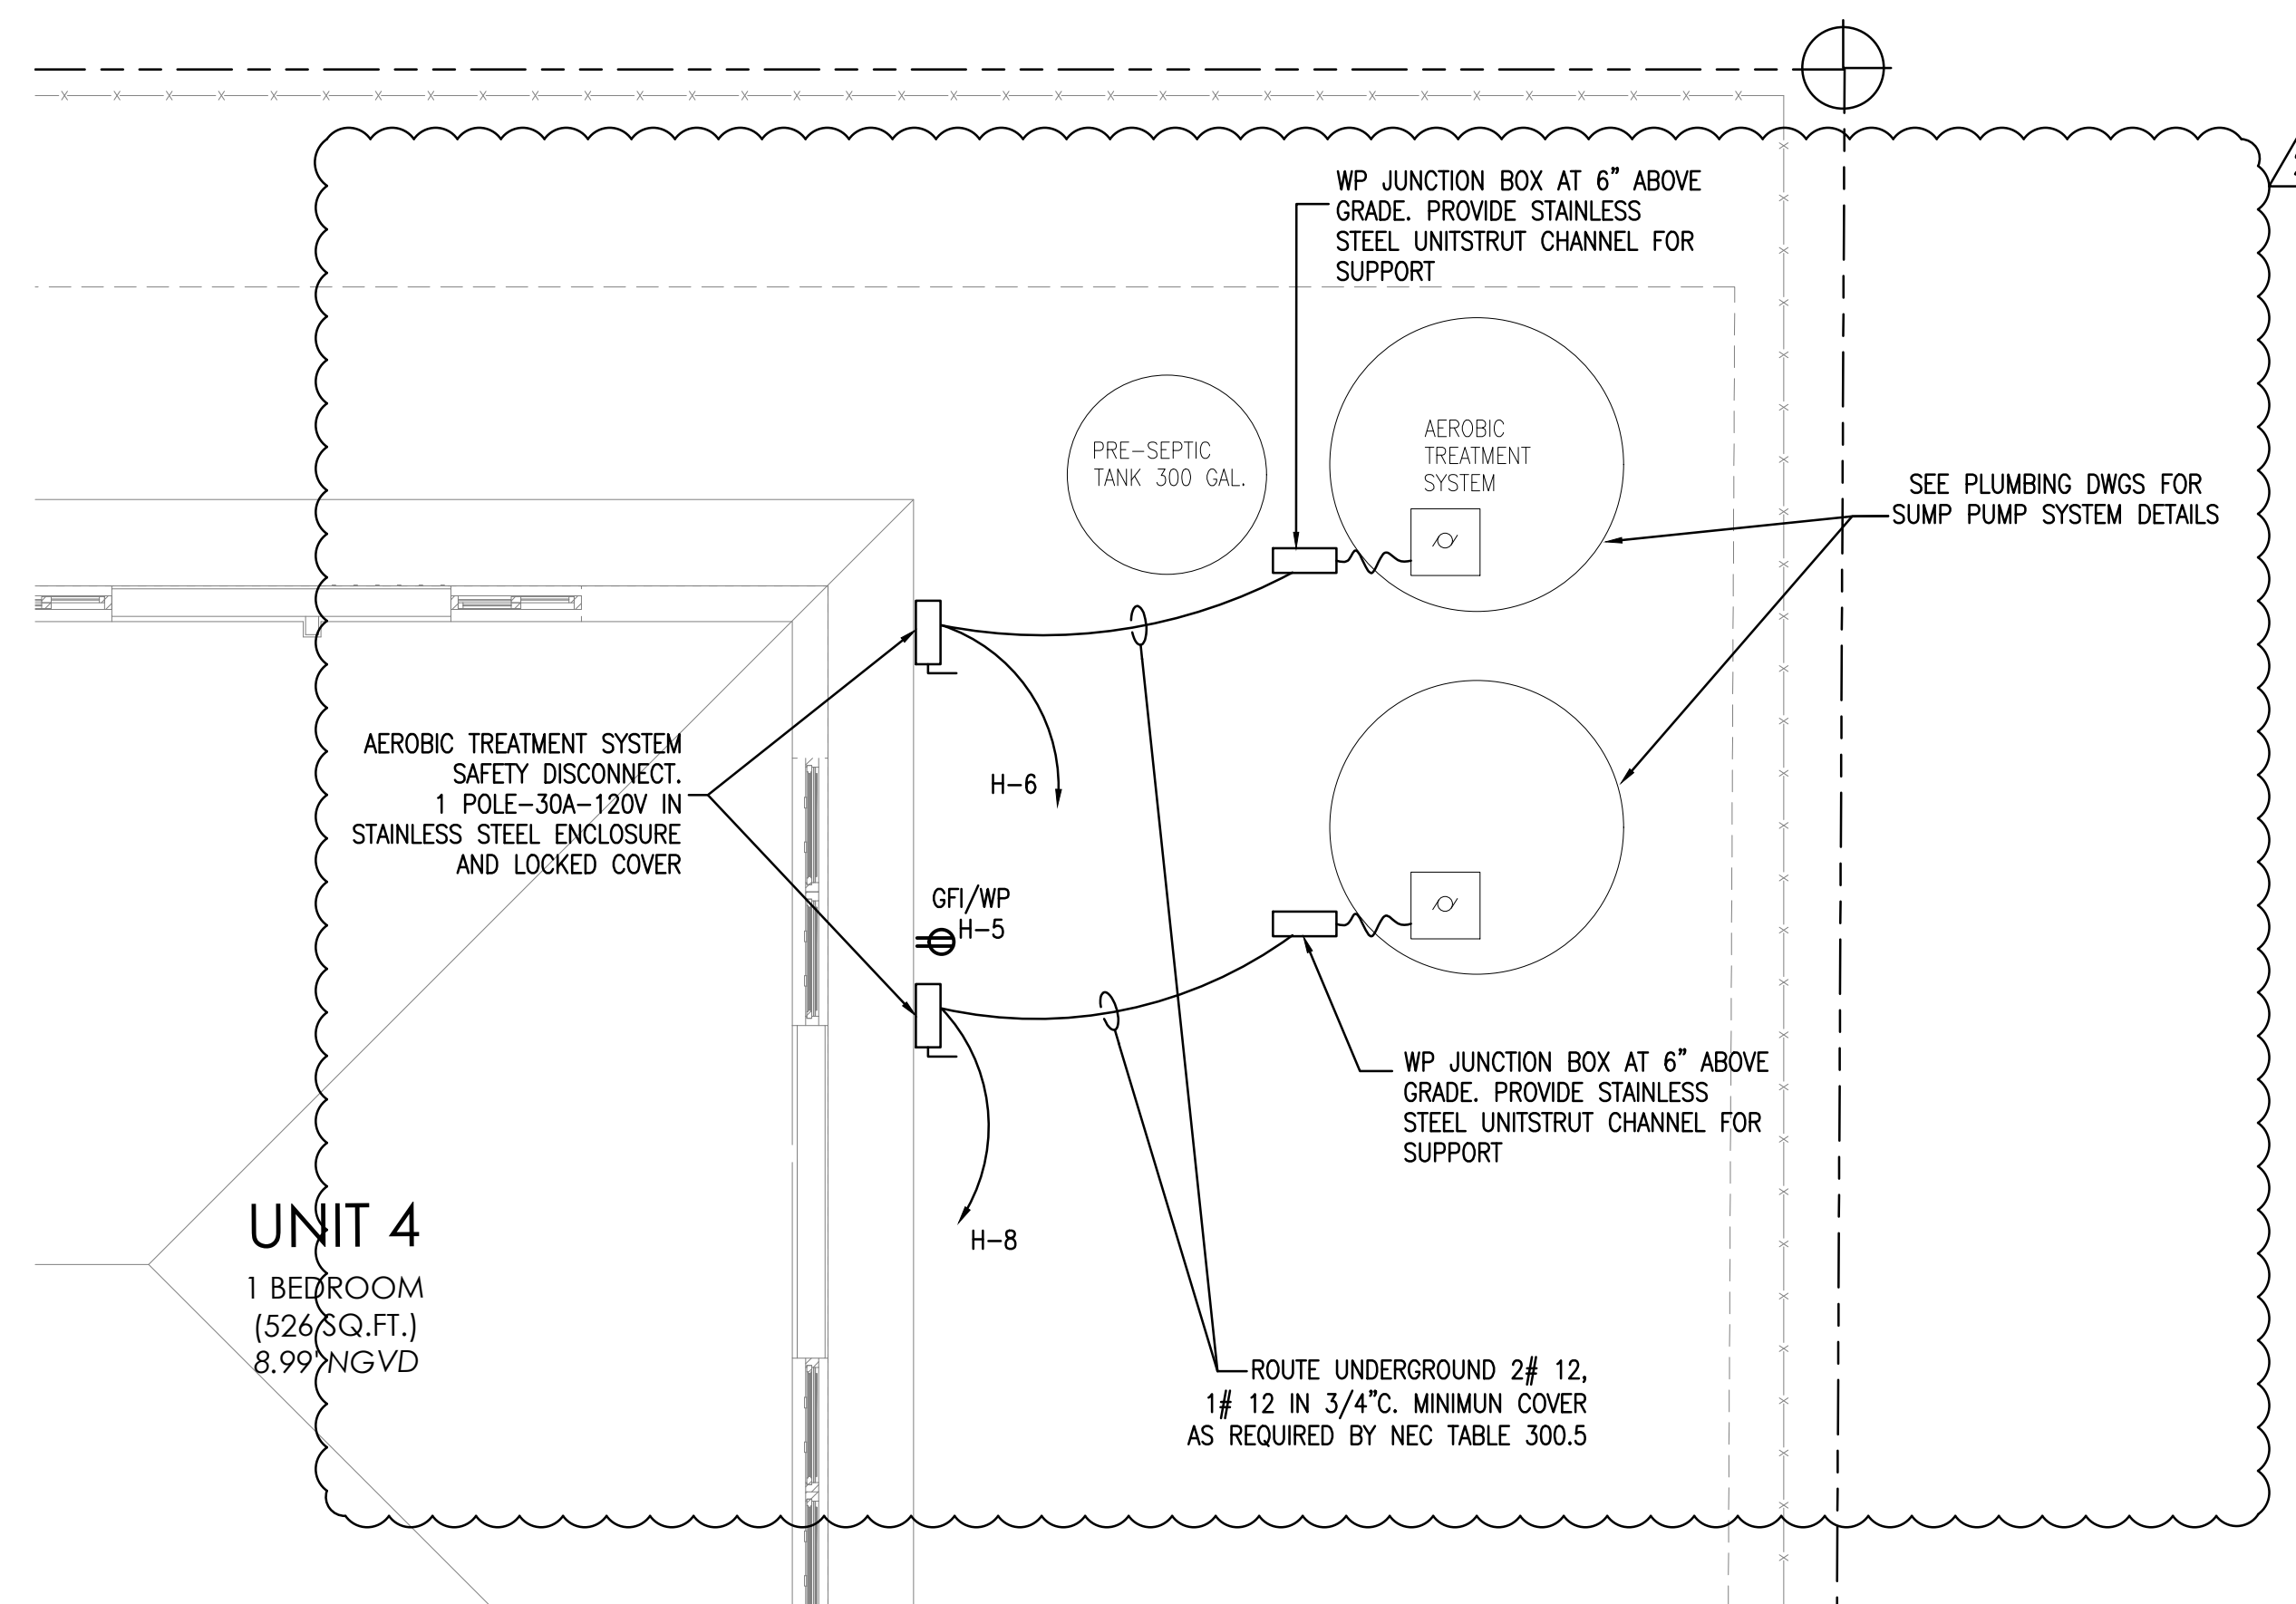 WP JUNCTION BOX AT 6" ABOVE
GRADE. PROVIDE STAINLESS
STEEL UNITSTRUT CHANNEL FOR
SUPPORT
PRE-SEPTIC
TANK 300 GAL.
AEROBIC
TREATMENT
SYSTEM
SEE PLUMBING DWGS FOR
SUMP PUMP SYSTEM DETAILS
AEROBIC TREATMENT SYSTEM
SAFETY DISCONNECT.
1 POLE-30A-120V IN
STAINLESS STEEL ENCLOSURE
AND LOCKED COVER
H-6
GFI/WP
H-5
WP JUNCTION BOX AT 6" ABOVE
GRADE. PROVIDE STAINLESS
STEEL UNITSTRUT CHANNEL FOR
SUPPORT
H-8
UNIT 4
1 BEDROOM
(526 SQ.FT.)
8.99' NGVD
ROUTE UNDERGROUND 2# 12,
1# 12 IN 3/4"C. MINIMUN COVER
AS REQUIRED BY NEC TABLE 300.5